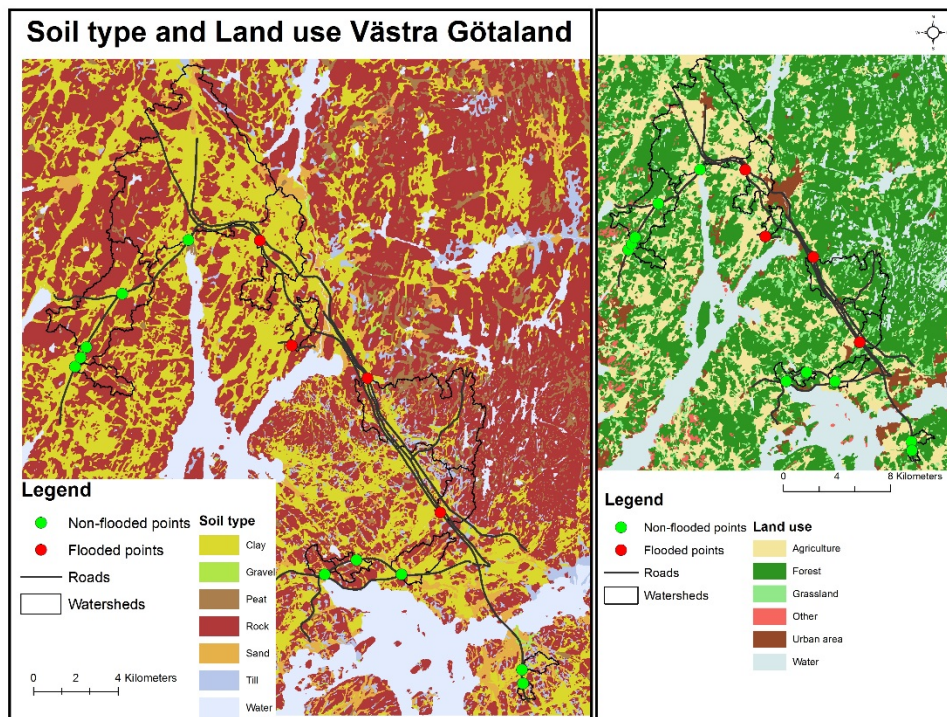 Soil type and Land use Västra Götaland
Legend
Non-flooded points
Flooded points
Roads
Watersheds
0 2 4 Kilometers
Soil type
Clay
Gravel
Peat
Rock
Sand
Till
Water
0 4 8 Kilometers
Legend
Non-flooded points
Flooded points
Roads
Watersheds
Land use
Agriculture
Forest
Grassland
Other
Urban area
Water